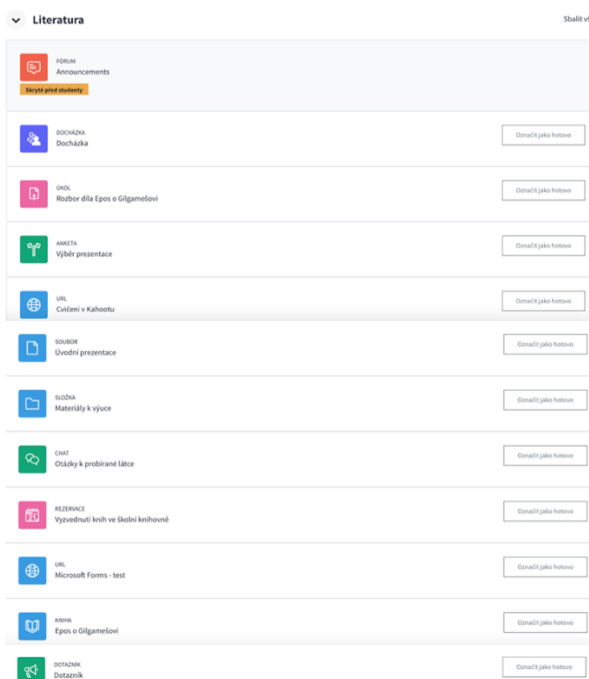 Literatura
Sbalit v
FÓRUM
Announcements
Skryté před studenty
DOCHÁZKA
Docházka
Označit jako hotovo
ÚKOL
Rozbor díla Epos o Gilgamešovi
Označit jako hotovo
ANKETA
Výběr prezentace
Označit jako hotovo
URL
Cvičení v Kahootu
Označit jako hotovo
SOUBOR
Úvodní prezentace
Označit jako hotovo
SLOŽKA
Materiály k výuce
Označit jako hotovo
CHAT
Otázky k probírané látce
Označit jako hotovo
REZERVACE
Vyzvednutí knih ve školní knihovně
Označit jako hotovo
URL
Microsoft Forms - test
Označit jako hotovo
KNIHA
Epos o Gilgamešovi
Označit jako hotovo
DOTAZNÍK
Dotazník
Označit jako hotovo